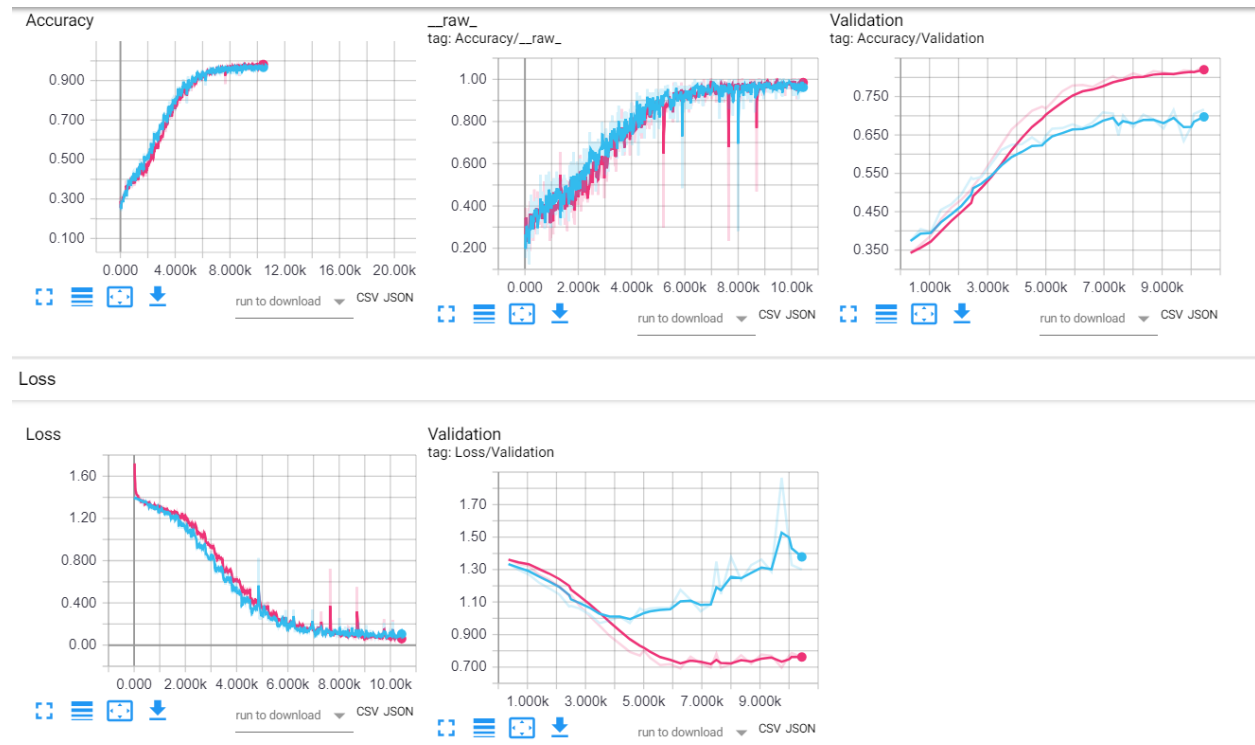 Accuracy
0.900
0.700
0.500
0.300
0.100
0.000 4.000k 8.000k 12.00k 16.00k 20.00k
run to download CSV JSON
__raw_
tag: Accuracy/__raw_
1.00
0.800
0.600
0.400
0.200
0.000 2.000k 4.000k 6.000k 8.000k 10.00k
run to download CSV JSON
Validation
tag: Accuracy/Validation
0.750
0.650
0.550
0.450
0.350
1.000k 3.000k 5.000k 7.000k 9.000k
run to download CSV JSON
Loss
Loss
1.60
1.20
0.800
0.400
0.00
0.000 2.000k 4.000k 6.000k 8.000k 10.00k
run to download CSV JSON
Validation
tag: Loss/Validation
1.70
1.50
1.30
1.10
0.900
0.700
1.000k 3.000k 5.000k 7.000k 9.000k
run to download CSV JSON